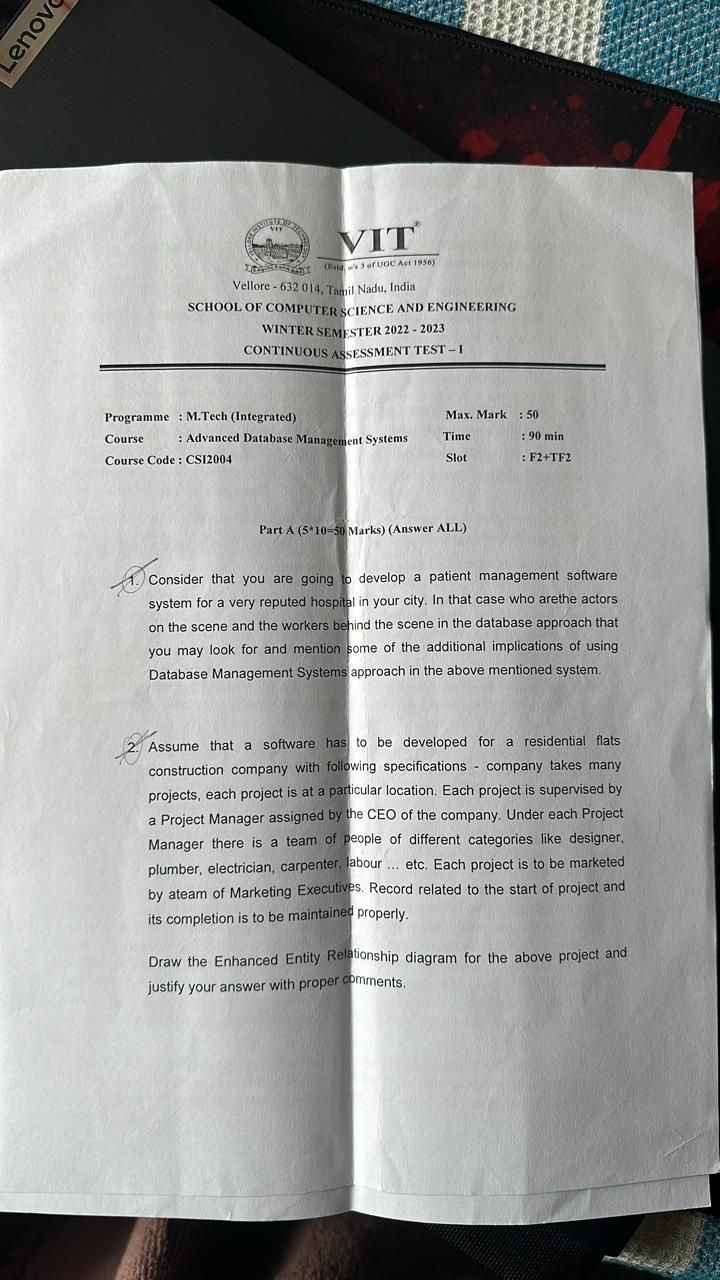 Lenovo
VELLORE INSTITUTE OF TECHNOLOGY
VIT
VIT®
(Estd. u/s 3 of UGC Act 1956)
Vellore - 632 014, Tamil Nadu, India
SCHOOL OF COMPUTER SCIENCE AND ENGINEERING
WINTER SEMESTER 2022 - 2023
CONTINUOUS ASSESSMENT TEST – I
Programme : M.Tech (Integrated) Max. Mark : 50
Course : Advanced Database Management Systems Time : 90 min
Course Code : CSI2004 Slot : F2+TF2
Part A (5*10=50 Marks) (Answer ALL)
1. Consider that you are going to develop a patient management software
system for a very reputed hospital in your city. In that case who arethe actors
on the scene and the workers behind the scene in the database approach that
you may look for and mention some of the additional implications of using
Database Management Systems approach in the above mentioned system.
2. Assume that a software has to be developed for a residential flats
construction company with following specifications - company takes many
projects, each project is at a particular location. Each project is supervised by
a Project Manager assigned by the CEO of the company. Under each Project
Manager there is a team of people of different categories like designer,
plumber, electrician, carpenter, labour ... etc. Each project is to be marketed
by ateam of Marketing Executives. Record related to the start of project and
its completion is to be maintained properly.
Draw the Enhanced Entity Relationship diagram for the above project and
justify your answer with proper comments.